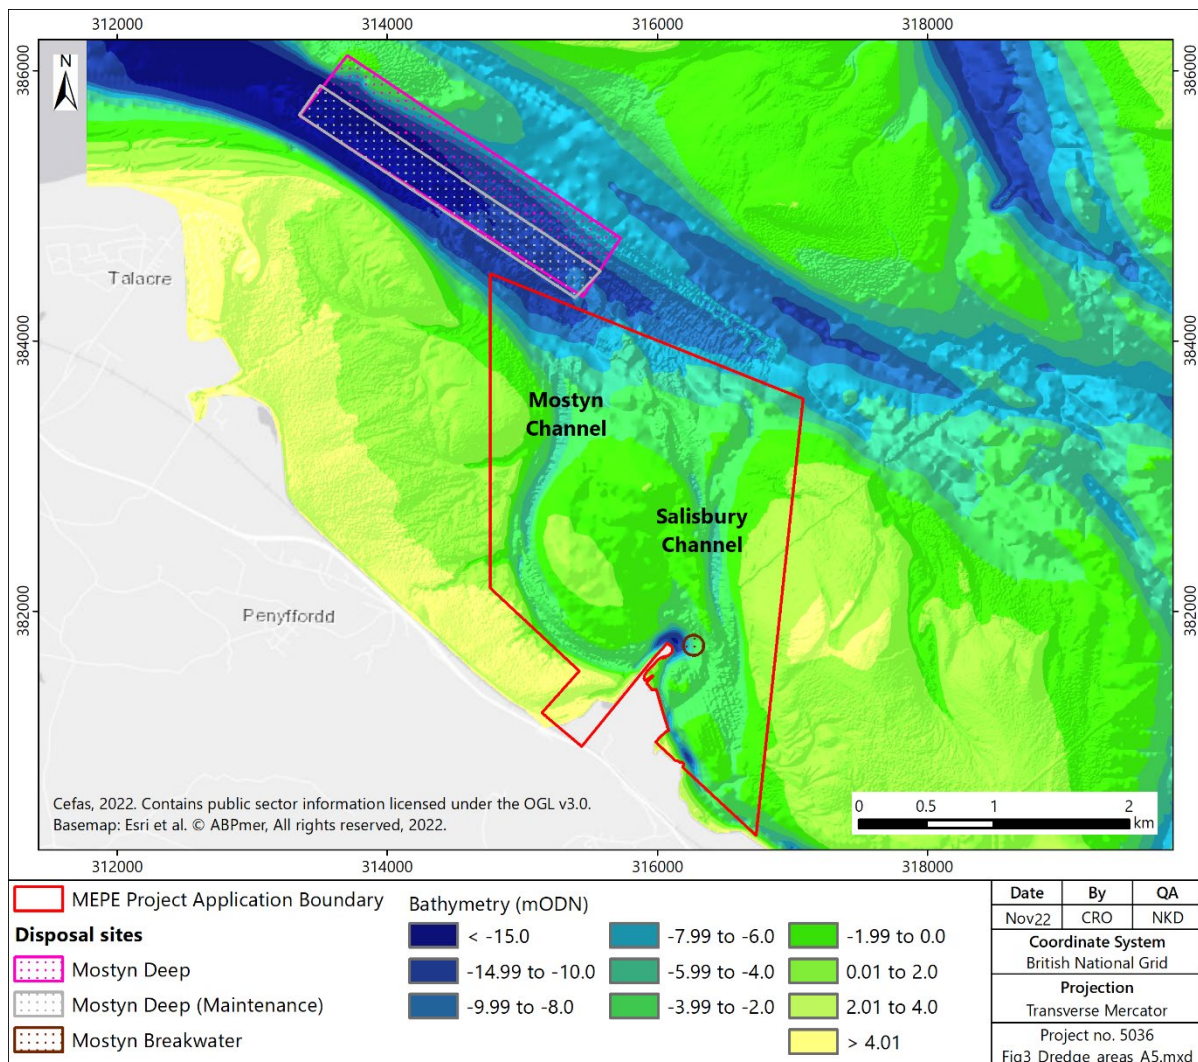 312000
314000
316000
318000
386000
386000
N
Talacre
384000
384000
Mostyn
Channel
Salisbury
Channel
382000
382000
Penyffordd
Cefas, 2022. Contains public sector information licensed under the OGL v3.0.
Basemap: Esri et al. © ABPmer, All rights reserved, 2022.
0 0.5 1 2
km
312000
314000
316000
318000
MEPE Project Application Boundary
Disposal sites
Mostyn Deep
Mostyn Deep (Maintenance)
Mostyn Breakwater
Bathymetry (mODN)
< -15.0
-14.99 to -10.0
-9.99 to -8.0
-7.99 to -6.0
-5.99 to -4.0
-3.99 to -2.0
-1.99 to 0.0
0.01 to 2.0
2.01 to 4.0
> 4.01
Date By QA
Nov22 CRO NKD
Coordinate System
British National Grid
Projection
Transverse Mercator
Project no. 5036
Fig3_Dredge_areas_A5.mxd